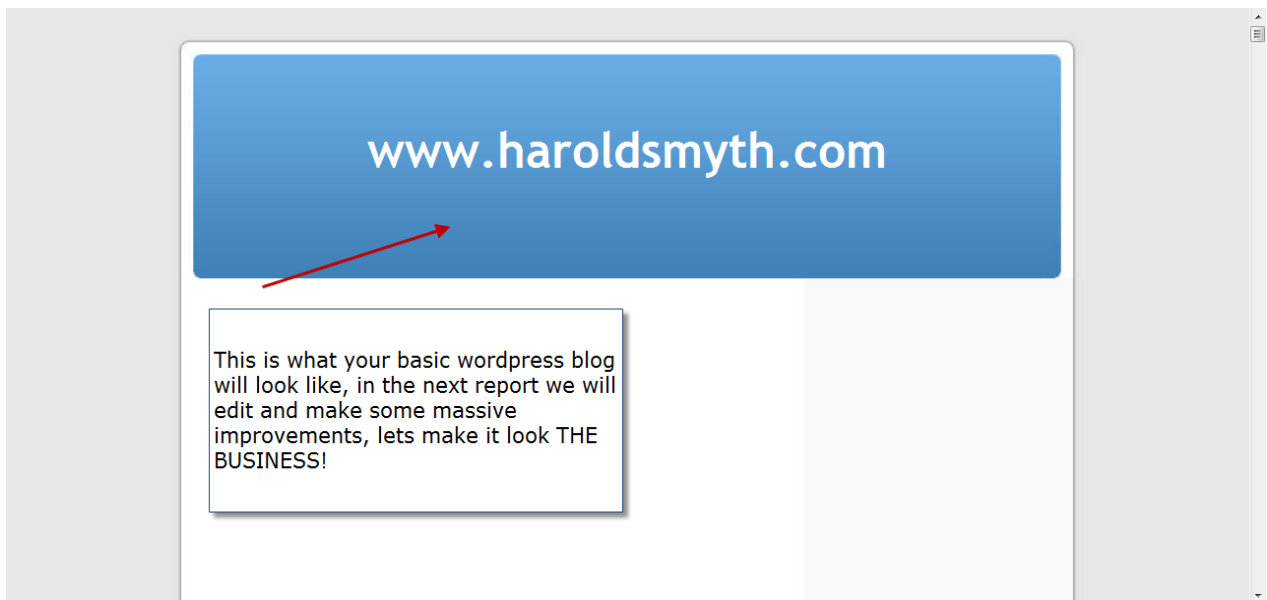 www.haroldsmyth.com
This is what your basic wordpress blog
will look like, in the next report we will
edit and make some massive
improvements, lets make it look THE
BUSINESS!